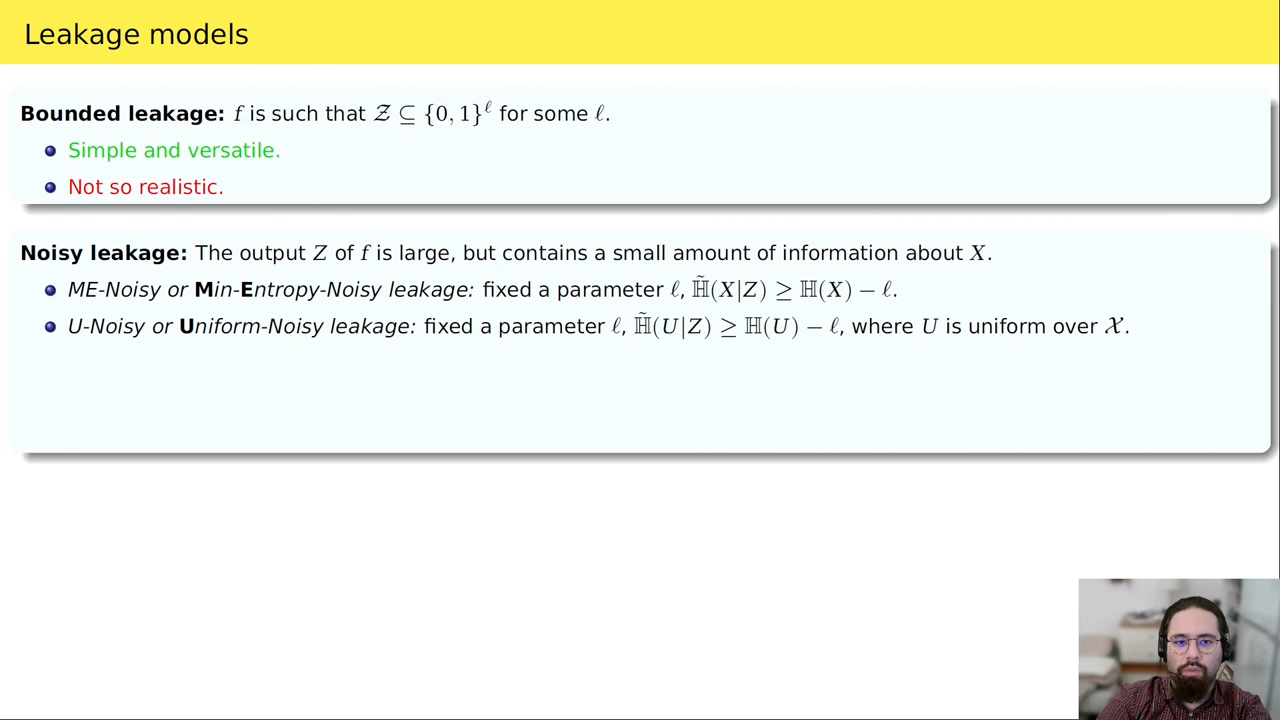 Leakage models
Bounded leakage: f is such that 𝒵 ⊆ {0, 1}^ℓ for some ℓ.
Simple and versatile.
Not so realistic.
Noisy leakage: The output Z of f is large, but contains a small amount of information about X.
ME-Noisy or Min-Entropy-Noisy leakage: fixed a parameter ℓ, ℍ̃(X|Z) ≥ ℍ(X) − ℓ.
U-Noisy or Uniform-Noisy leakage: fixed a parameter ℓ, ℍ̃(U|Z) ≥ ℍ(U) − ℓ, where U is uniform over 𝒳.